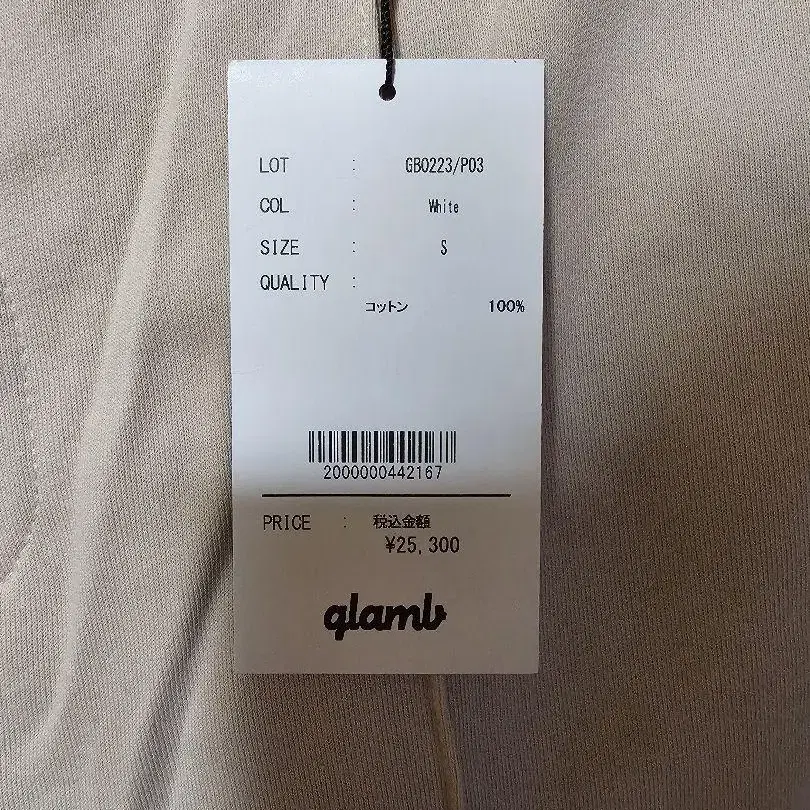 LOT : GB0223/P03
COL : White
SIZE : S
QUALITY :
コットン 100%
2000000442167
PRICE : 税込金額
¥25,300
glamb